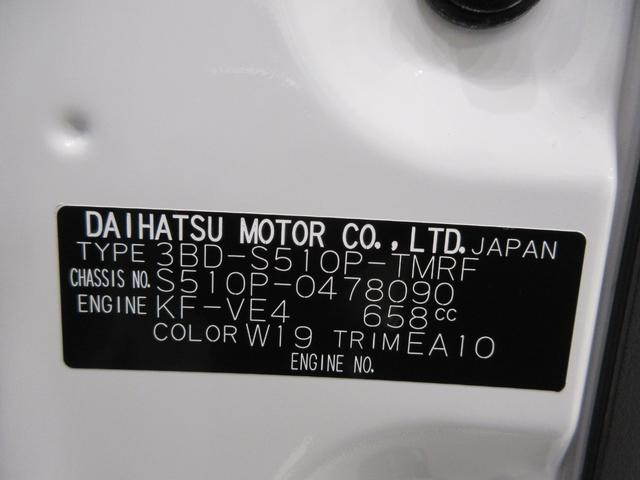 DAIHATSU MOTOR CO., LTD. JAPAN
TYPE 3BD-S510P-TMRF
CHASSIS NO. S510P-0478090
ENGINE KF-VE4 658cc
COLOR W19 TRIM EA10
ENGINE NO.